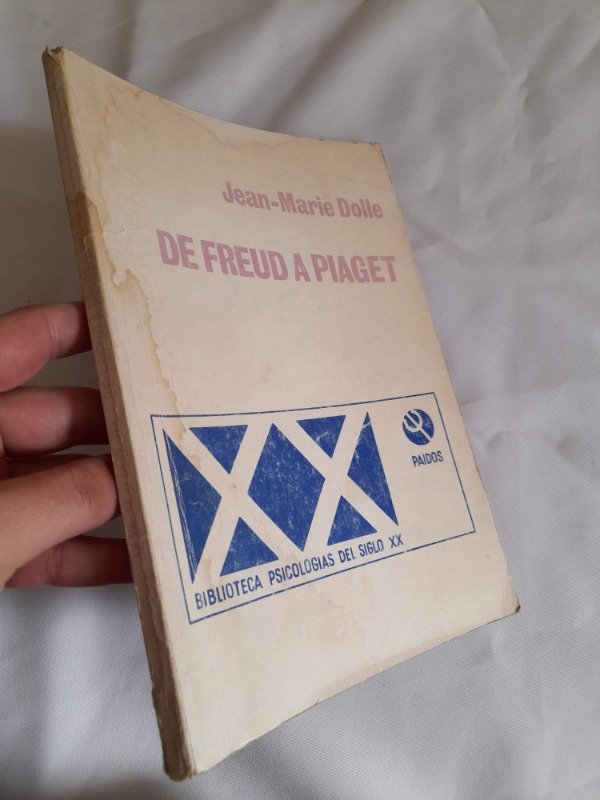 Jean-Marie Dolle
DE FREUD A PIAGET
XX
PAIDOS
BIBLIOTECA PSICOLOGIAS DEL SIGLO XX